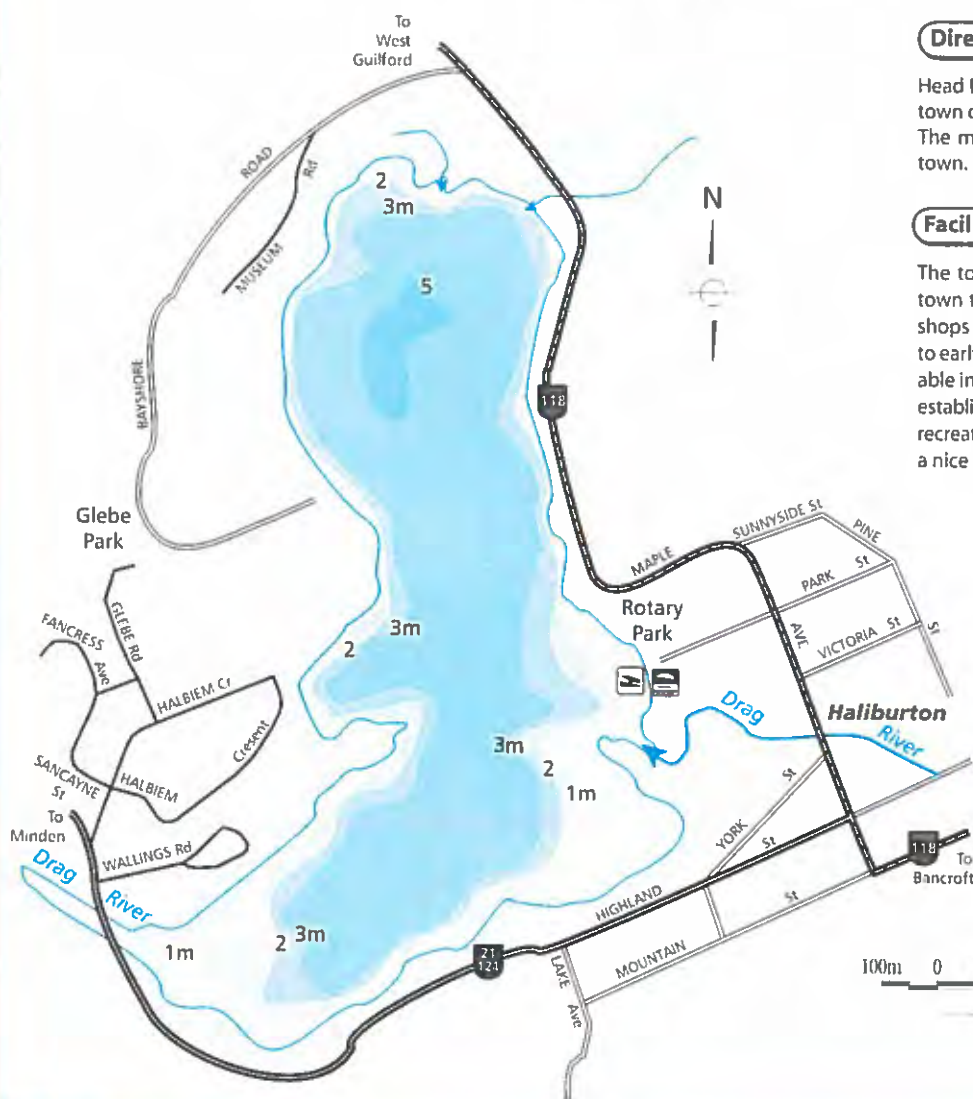 To
West
Guilford
ROAD
MUSEUM Rd
BAYSHORE
2
3m
5
N
118
Glebe
Park
FANCRESS
Ave
GLEBE Rd
HALBIEM Cr
Cresent
HALBIEM
SANCAYNE
St
To
Minden
WALLINGS Rd
Drag
River
1m
2
3m
2
3m
3m
2
1m
MAPLE
AVE
SUNNYSIDE St
PINE
St
PARK St
VICTORIA St
Rotary
Park
Drag
River
Haliburton
YORK St
HIGHLAND St
MOUNTAIN St
LAKE Ave
21
121
118
To
Bancroft
100m 0
Dire
Head
town
The m
town.
Facil
The to
town t
shops
to earl
able in
establi
recreat
a nice